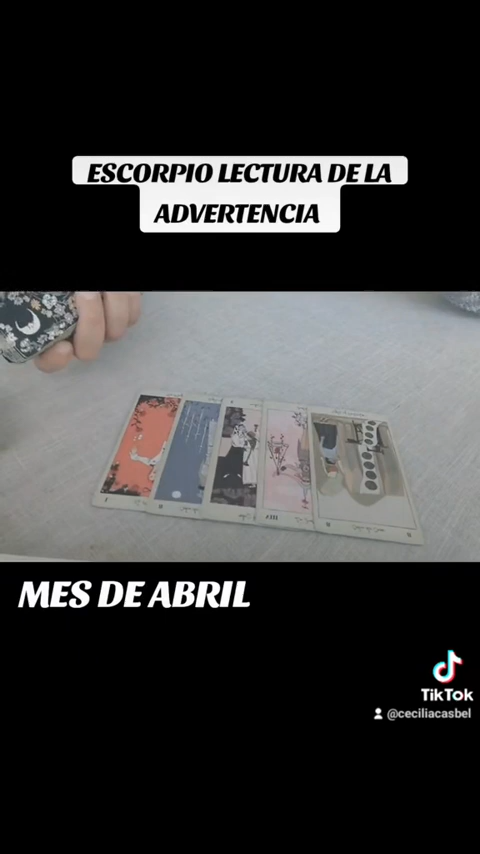 ESCORPIO LECTURA DE LA
ADVERTENCIA
MES DE ABRIL
TikTok
@ceciliacasbel